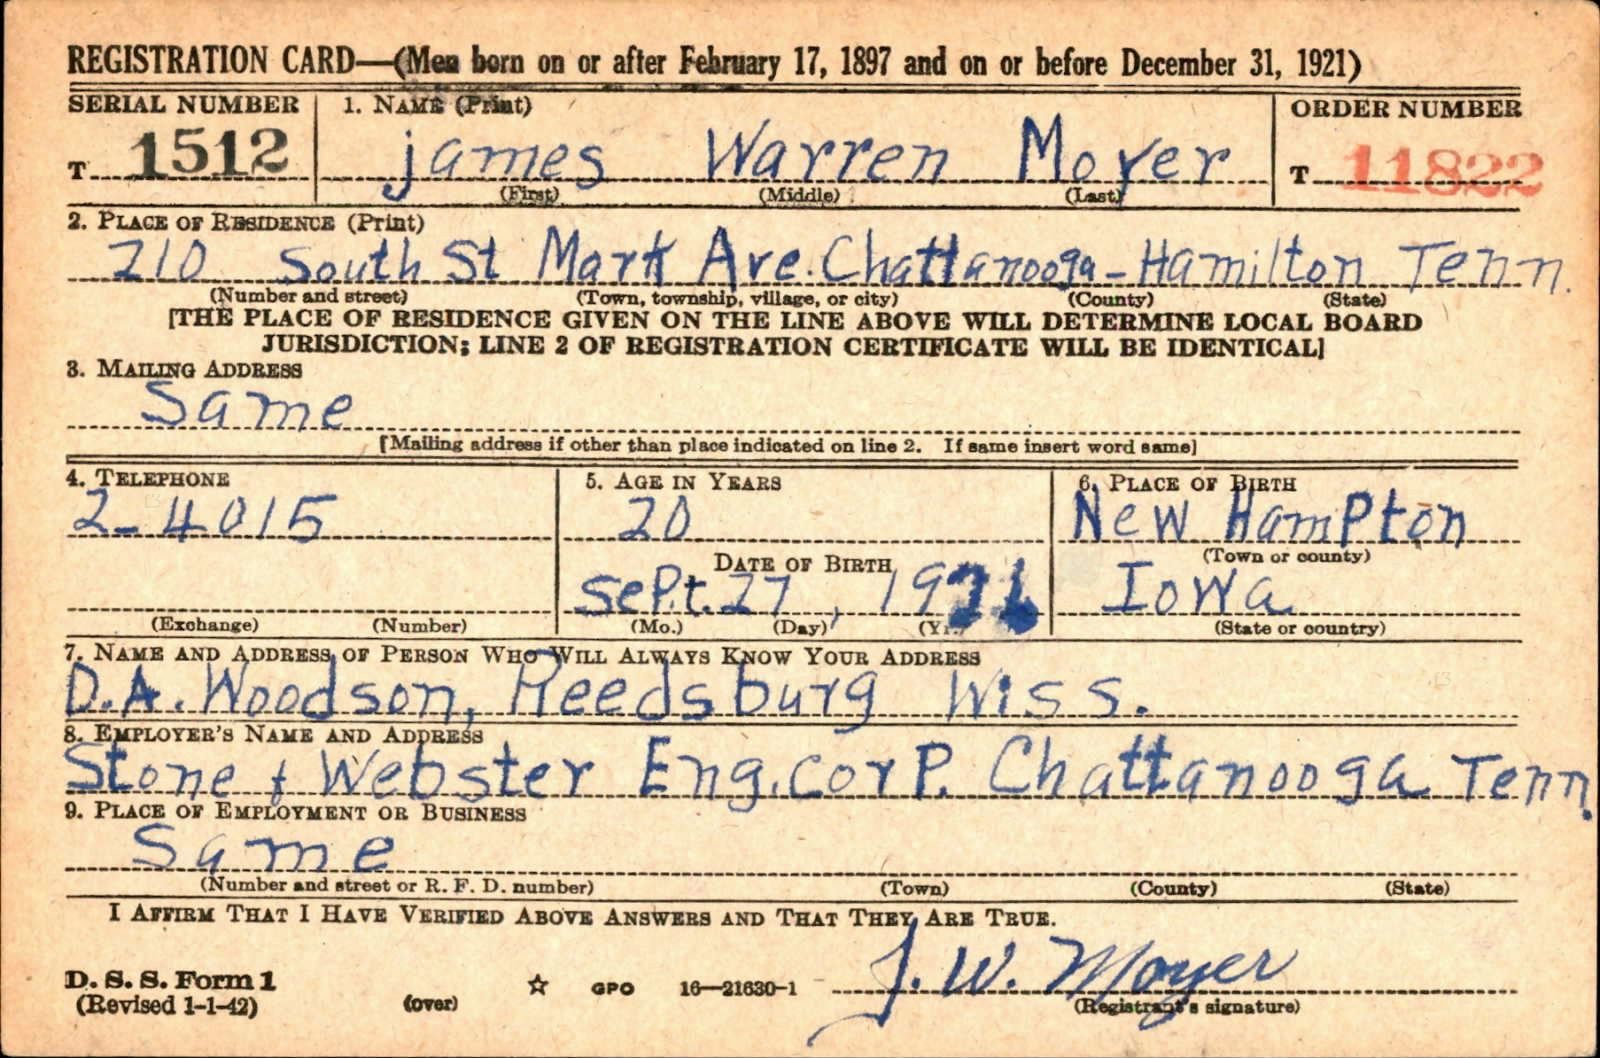 REGISTRATION CARD—(Men born on or after February 17, 1897 and on or before December 31, 1921)
SERIAL NUMBER 1. NAME (Print) ORDER NUMBER
T 1512 james Warren Moyer T 11822
(First) (Middle) (Last)
2. PLACE OF RESIDENCE (Print)
210 South St Mark Ave. Chattanooga - Hamilton Tenn.
(Number and street) (Town, township, village, or city) (County) (State)
[THE PLACE OF RESIDENCE GIVEN ON THE LINE ABOVE WILL DETERMINE LOCAL BOARD
JURISDICTION; LINE 2 OF REGISTRATION CERTIFICATE WILL BE IDENTICAL]
3. MAILING ADDRESS
Same
[Mailing address if other than place indicated on line 2. If same insert word same]
4. TELEPHONE 5. AGE IN YEARS 6. PLACE OF BIRTH
2-4015 20 New Hampton
DATE OF BIRTH (Town or county)
Sept. 27, 1921 Iowa
(Exchange) (Number) (Mo.) (Day) (Yr.) (State or country)
7. NAME AND ADDRESS OF PERSON WHO WILL ALWAYS KNOW YOUR ADDRESS
D.A. Woodson, Reedsburg Wiss.
8. EMPLOYER'S NAME AND ADDRESS
Stone & Webster Eng. Corp. Chattanooga Tenn.
9. PLACE OF EMPLOYMENT OR BUSINESS
Same
(Number and street or R. F. D. number) (Town) (County) (State)
I AFFIRM THAT I HAVE VERIFIED ABOVE ANSWERS AND THAT THEY ARE TRUE.
J. W. Moyer
D. S. S. Form 1
(Revised 1-1-42) (over) ☆ GPO 16—21630-1 (Registrant's signature)